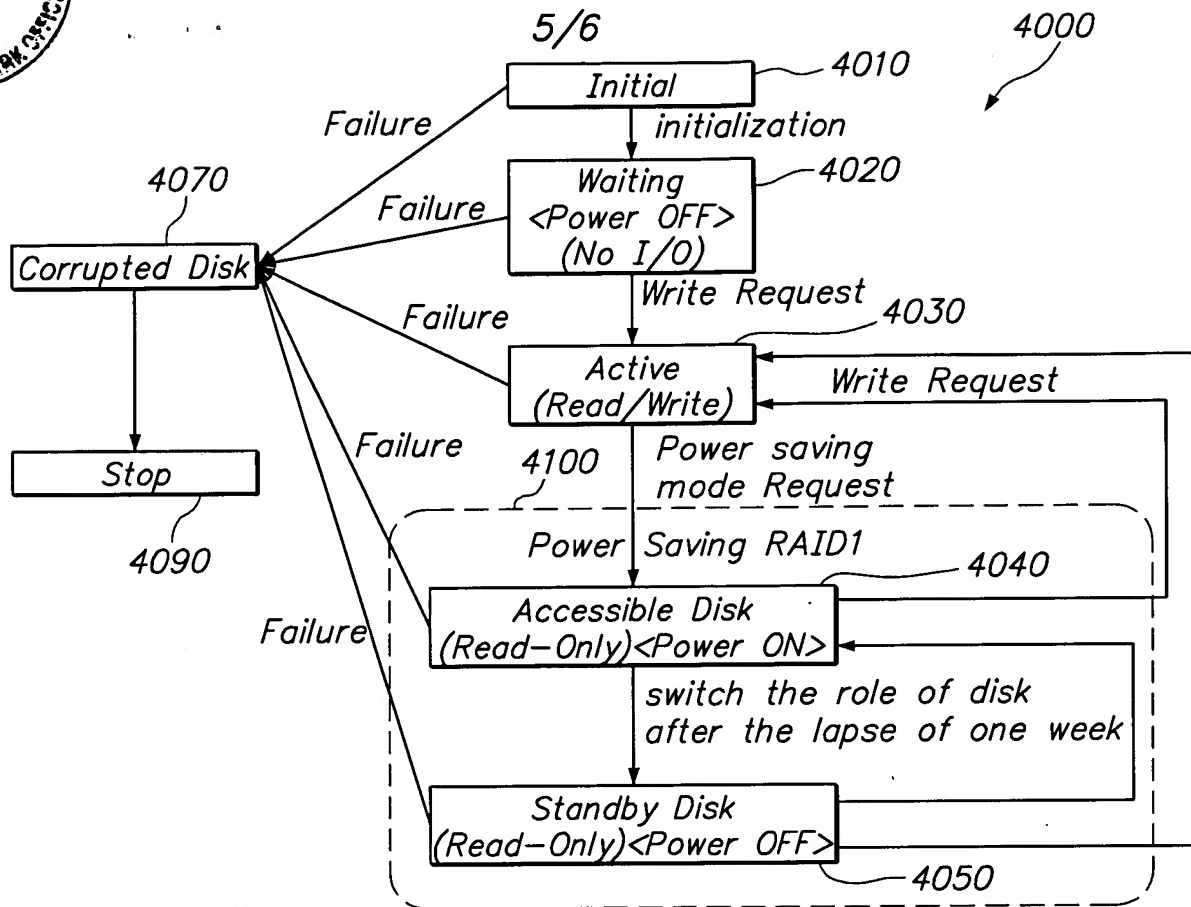 5/6
4000
Initial
4010
Failure
initialization
4070
Waiting
<Power OFF>
(No I/O)
4020
Failure
Corrupted Disk
Write Request
Failure
4030
Active
(Read/Write)
Write Request
Failure
4100
Power saving
mode Request
Stop
4090
Power Saving RAID1
4040
Accessible Disk
(Read-Only)<Power ON>
Failure
switch the role of disk
after the lapse of one week
Standby Disk
(Read-Only)<Power OFF>
4050